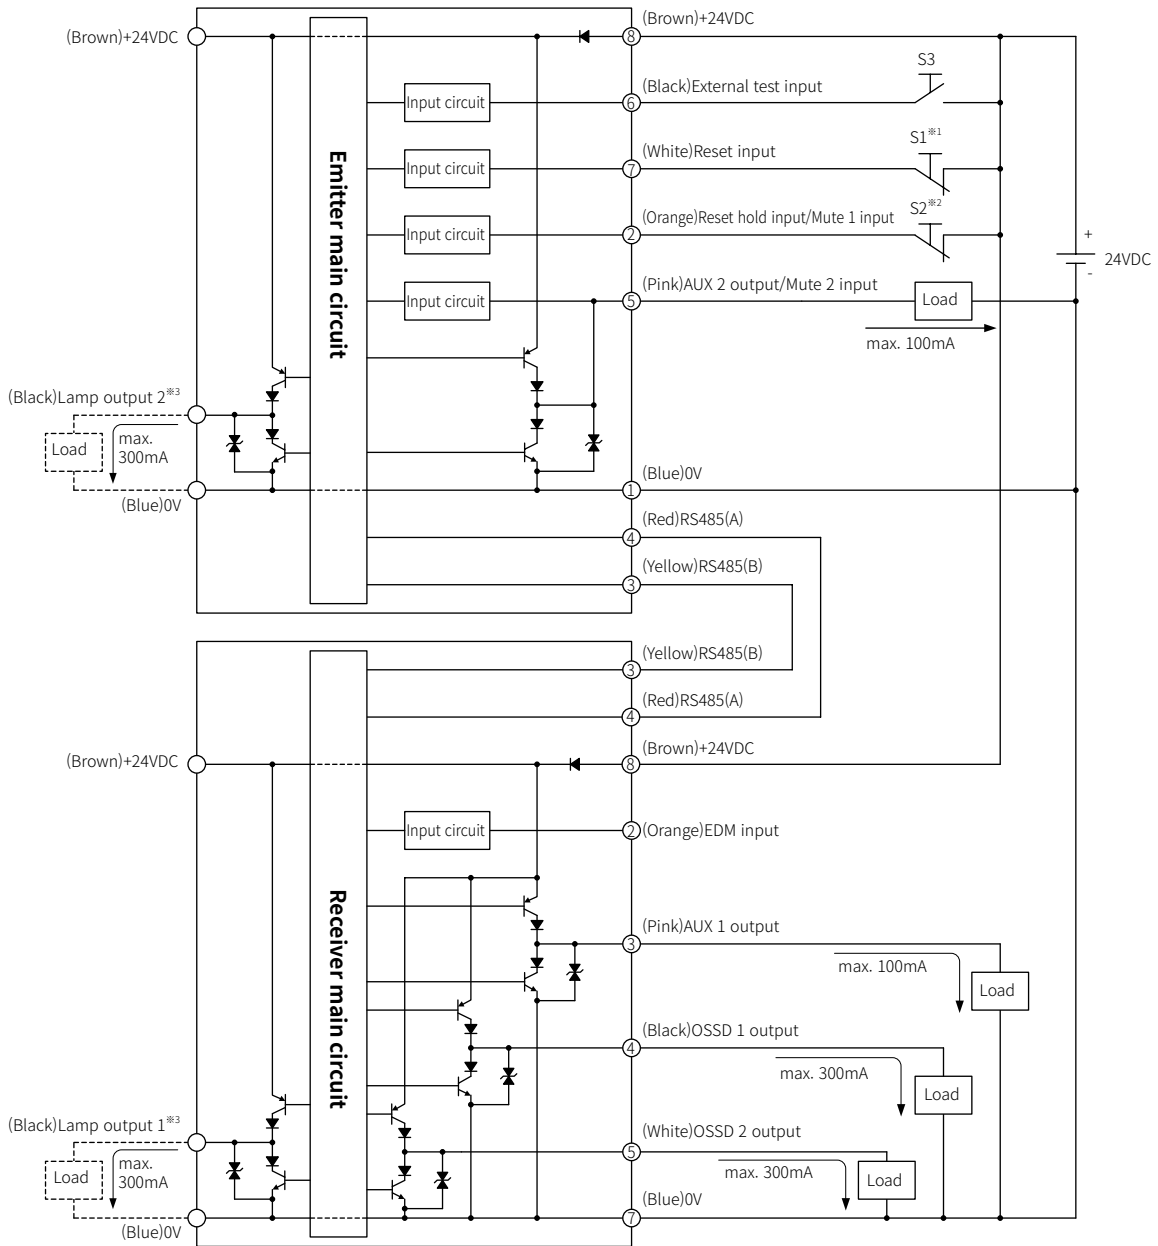 (Brown)+24VDC
(Brown)+24VDC
8
(Black)External test input
S3
Input circuit
6
(White)Reset input
S1※1
Input circuit
7
(Orange)Reset hold input/Mute 1 input
S2※2
Input circuit
2
+
24VDC
-
(Pink)AUX 2 output/Mute 2 input
Input circuit
5
Load
max. 100mA
Emitter main circuit
(Black)Lamp output 2※3
Load
max.
300mA
(Blue)0V
(Blue)0V
1
(Red)RS485(A)
4
(Yellow)RS485(B)
3
(Yellow)RS485(B)
3
(Red)RS485(A)
4
(Brown)+24VDC
(Brown)+24VDC
8
Input circuit
2
(Orange)EDM input
Receiver main circuit
(Pink)AUX 1 output
3
max. 100mA
Load
(Black)OSSD 1 output
4
max. 300mA
Load
(White)OSSD 2 output
5
max. 300mA
Load
(Black)Lamp output 1※3
Load
max.
300mA
(Blue)0V
(Blue)0V
7